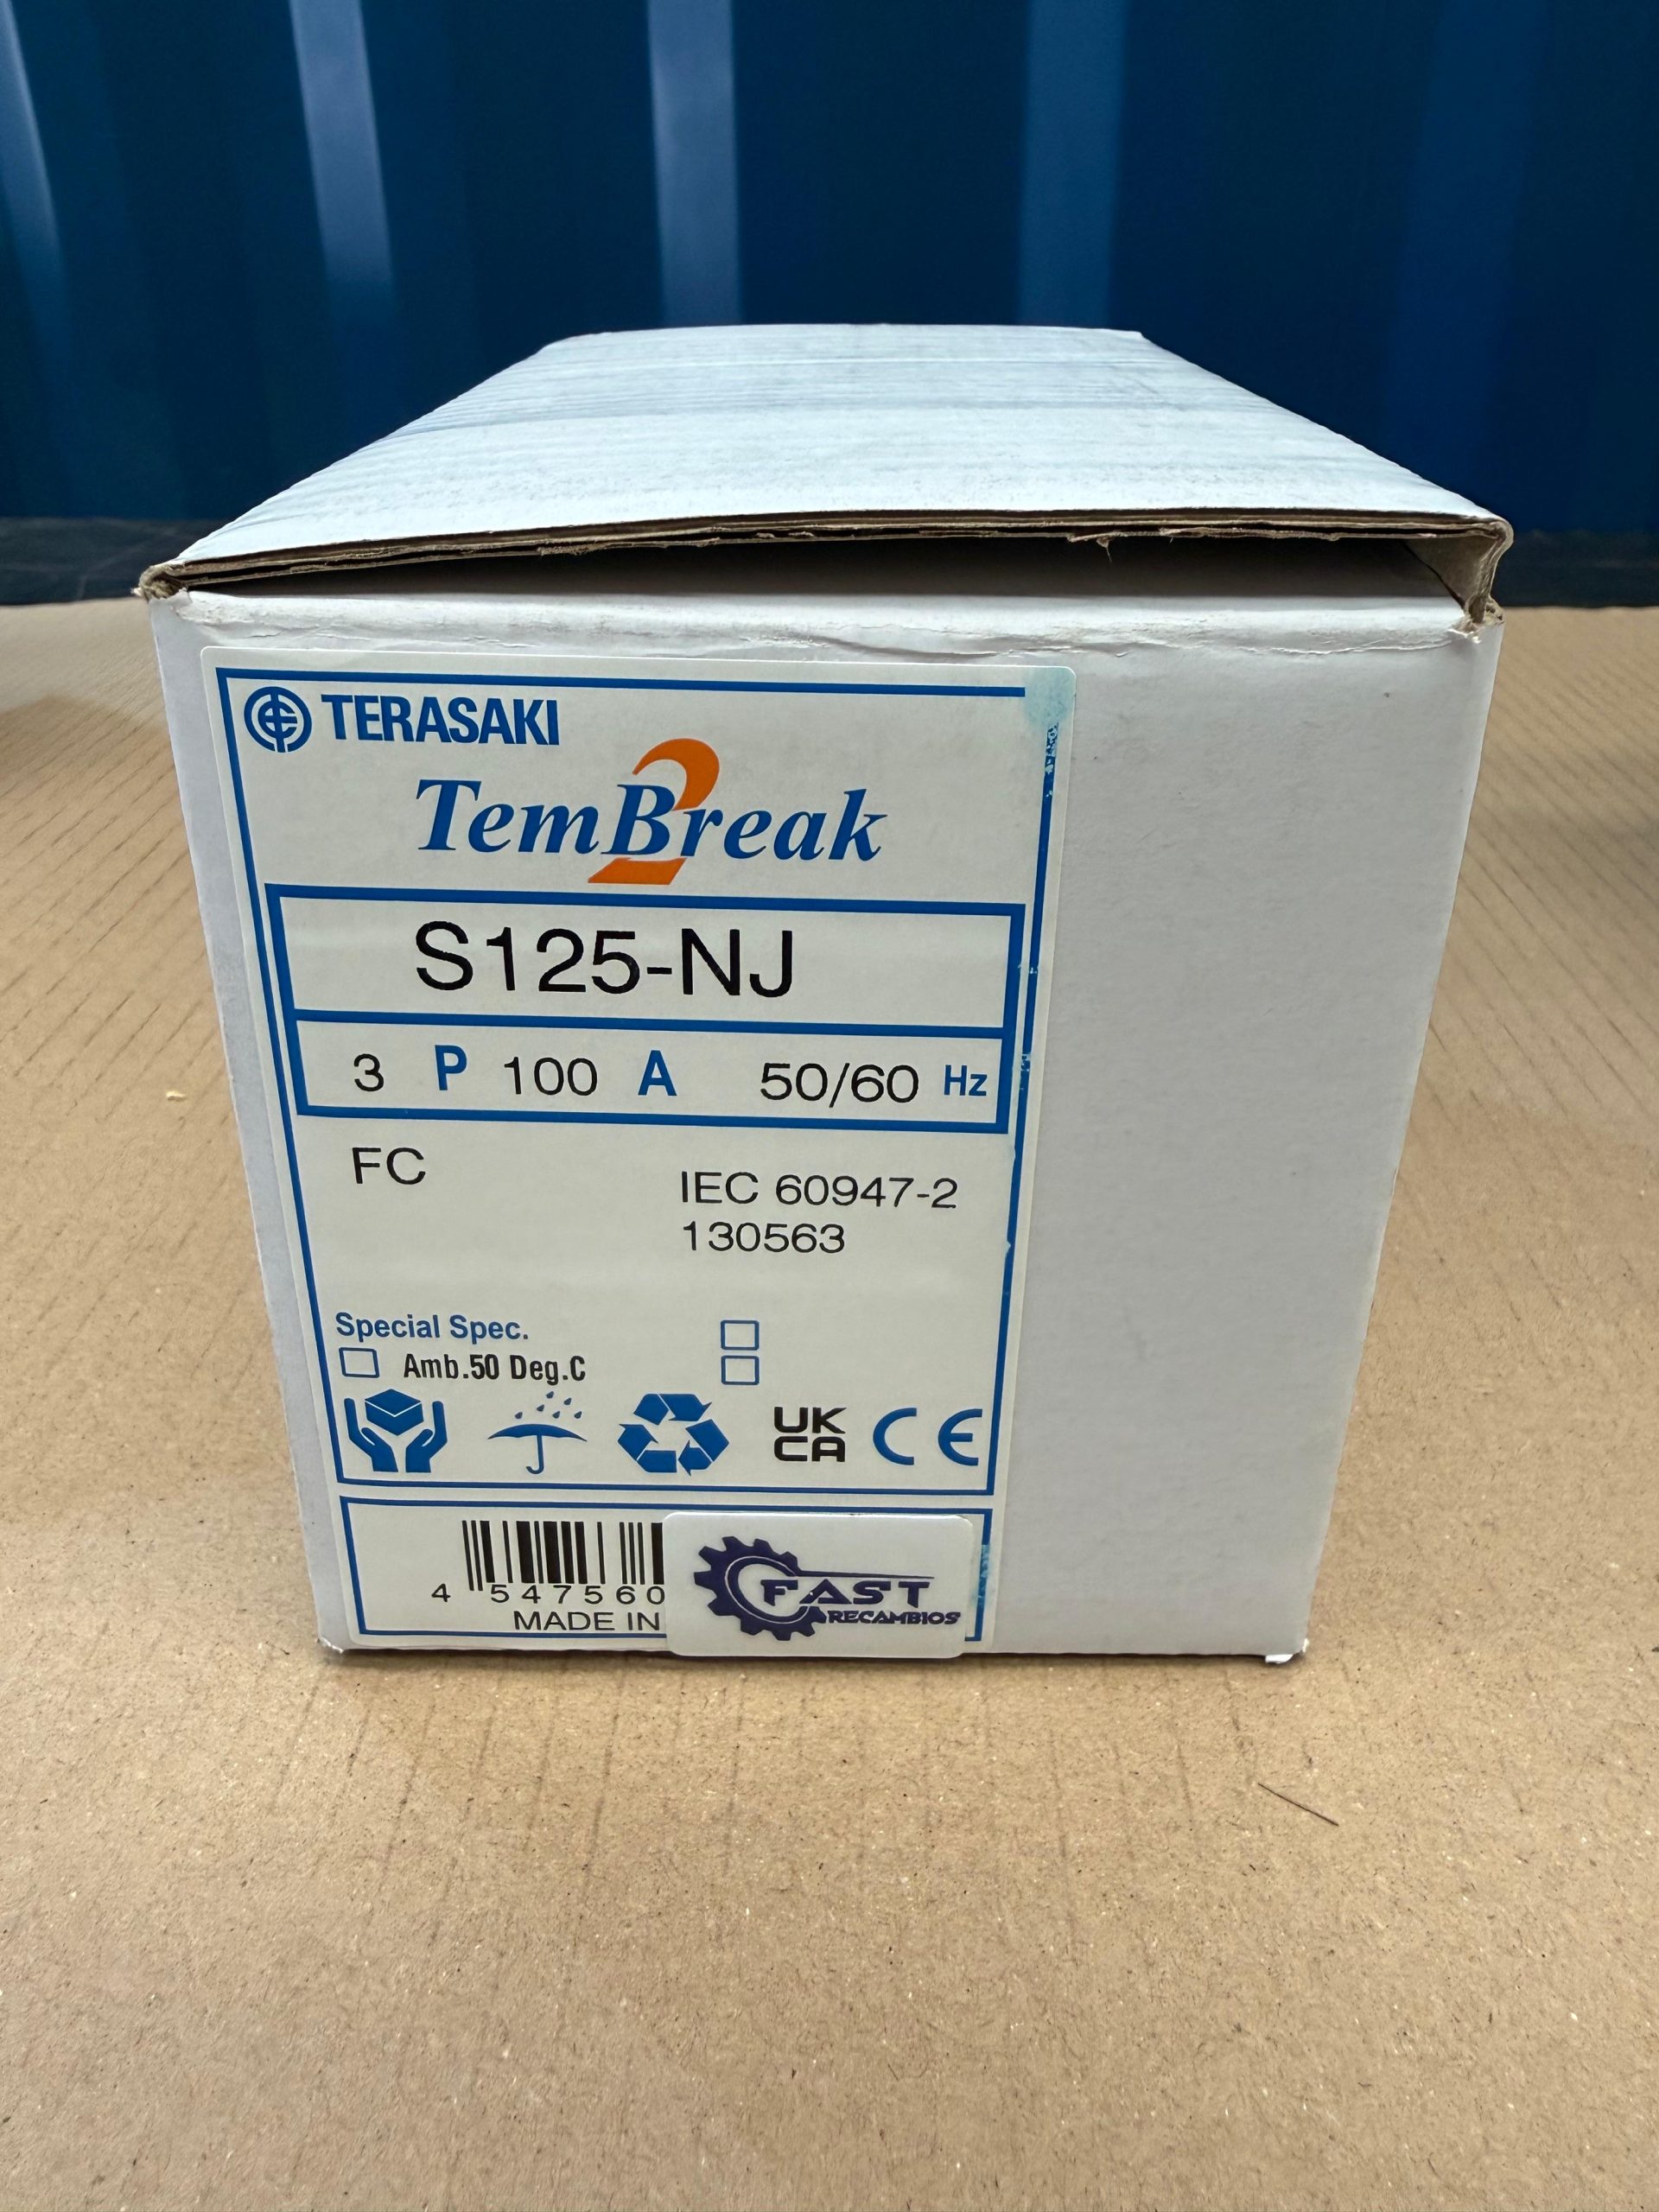 TERASAKI
TemBreak 2
S125-NJ
3 P 100 A 50/60 Hz
FC
IEC 60947-2
130563
Special Spec.
Amb.50 Deg.C
UK CA CE
4 547560
MADE IN
FAST
RECAMBIOS